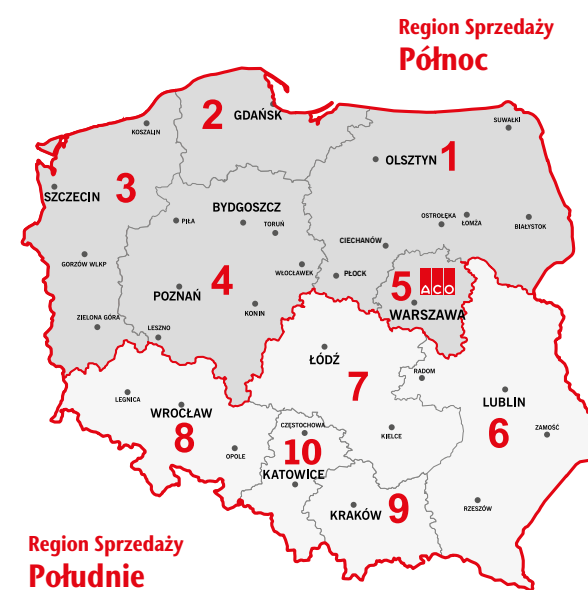 Region Sprzedaży
Północ
SUWAŁKI
2 GDAŃSK
KOSZALIN
OLSZTYN 1
SZCZECIN 3
BYDGOSZCZ
PIŁA
TORUŃ
OSTROŁĘKA
ŁOMŻA
BIAŁYSTOK
CIECHANÓW
GORZÓW WLKP
WŁOCŁAWEK
PŁOCK
4
5 ACO
POZNAŃ
KONIN
WARSZAWA
ZIELONA GÓRA
LESZNO
ŁÓDŹ
RADOM
7
LEGNICA
WROCŁAW
LUBLIN
8
CZĘSTOCHOWA
KIELCE
6
ZAMOŚĆ
OPOLE
10
KATOWICE
RZESZÓW
KRAKÓW 9
Region Sprzedaży
Południe